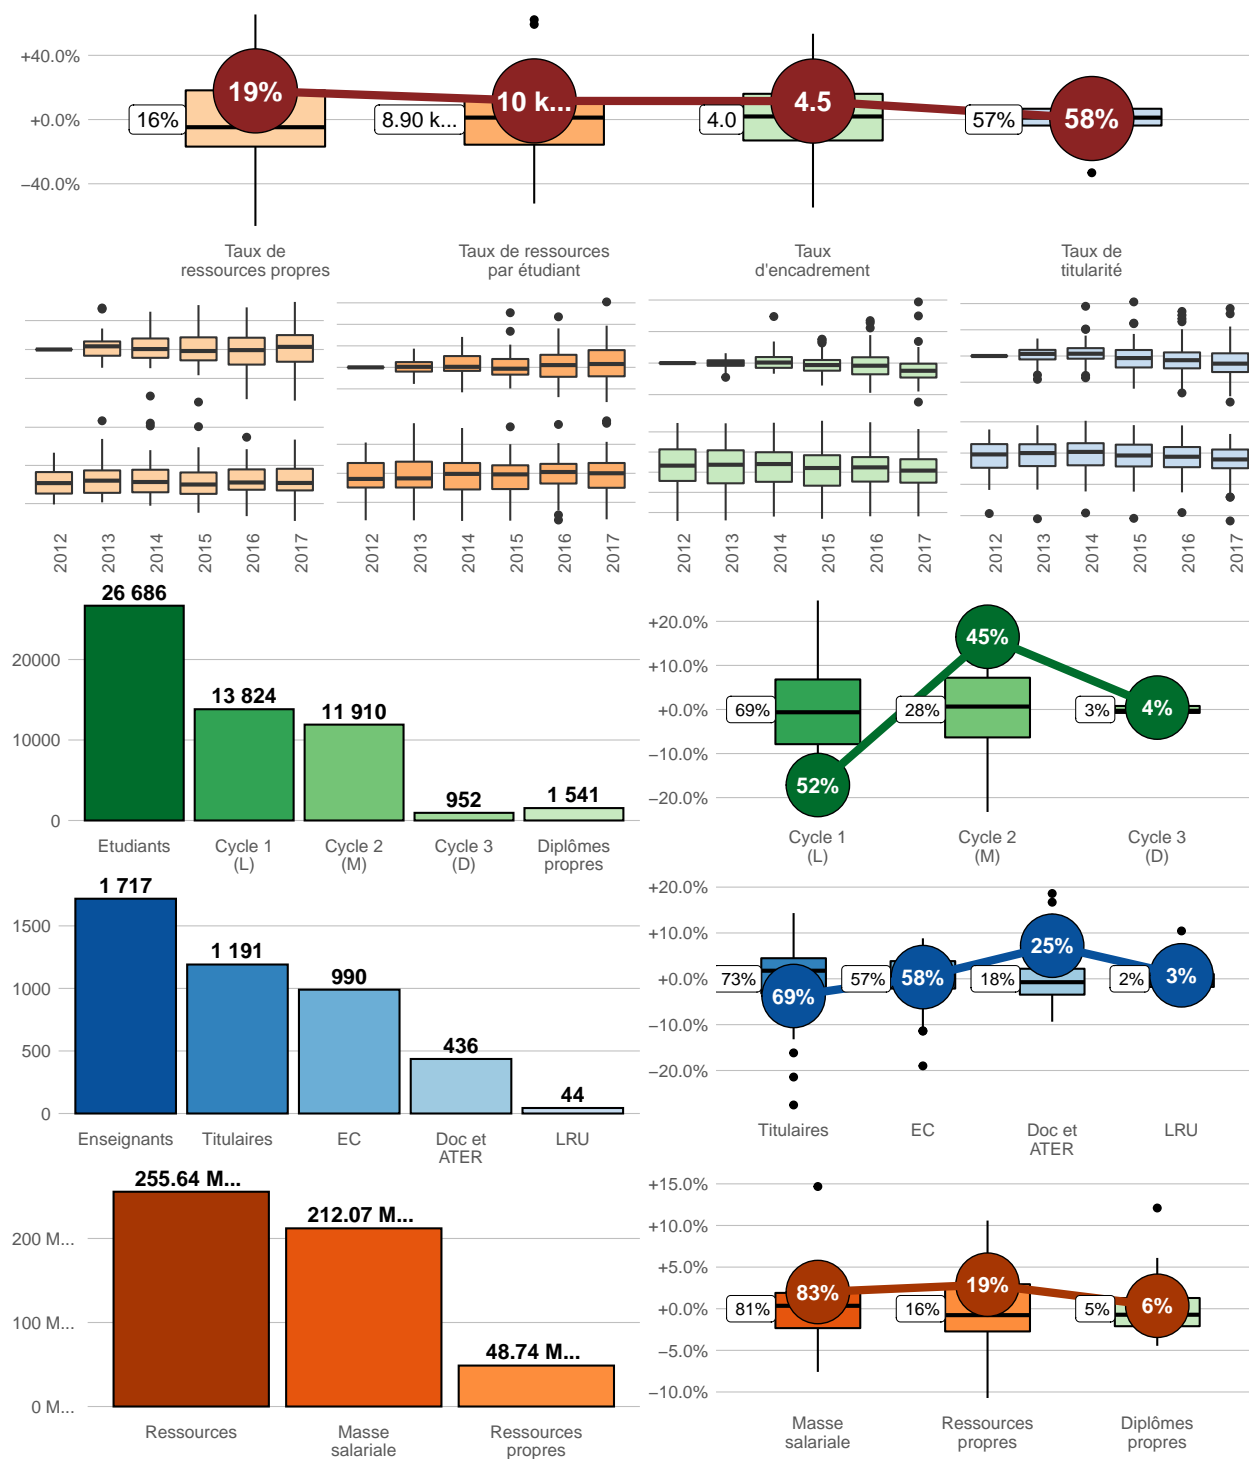 +40.0%
+0.0%
−40.0%
16%
19%
8.90 k...
10 k...
4.0
4.5
57%
58%
Taux de
ressources propres
Taux de ressources
par étudiant
Taux
d'encadrement
Taux de
titularité
2012
2013
2014
2015
2016
2017
2012
2013
2014
2015
2016
2017
2012
2013
2014
2015
2016
2017
2012
2013
2014
2015
2016
2017
20000
10000
0
26 686
13 824
11 910
952
1 541
Etudiants
Cycle 1
(L)
Cycle 2
(M)
Cycle 3
(D)
Diplômes
propres
+20.0%
+10.0%
+0.0%
−10.0%
−20.0%
69%
52%
28%
45%
3%
4%
Cycle 1
(L)
Cycle 2
(M)
Cycle 3
(D)
1500
1000
500
0
1 717
1 191
990
436
44
Enseignants
Titulaires
EC
Doc et
ATER
LRU
+20.0%
+10.0%
+0.0%
−10.0%
−20.0%
73%
69%
57%
58%
18%
25%
2%
3%
Titulaires
EC
Doc et
ATER
LRU
200 M...
100 M...
0 M...
255.64 M...
212.07 M...
48.74 M...
Ressources
Masse
salariale
Ressources
propres
+15.0%
+10.0%
+5.0%
+0.0%
−5.0%
−10.0%
81%
83%
16%
19%
5%
6%
Masse
salariale
Ressources
propres
Diplômes
propres